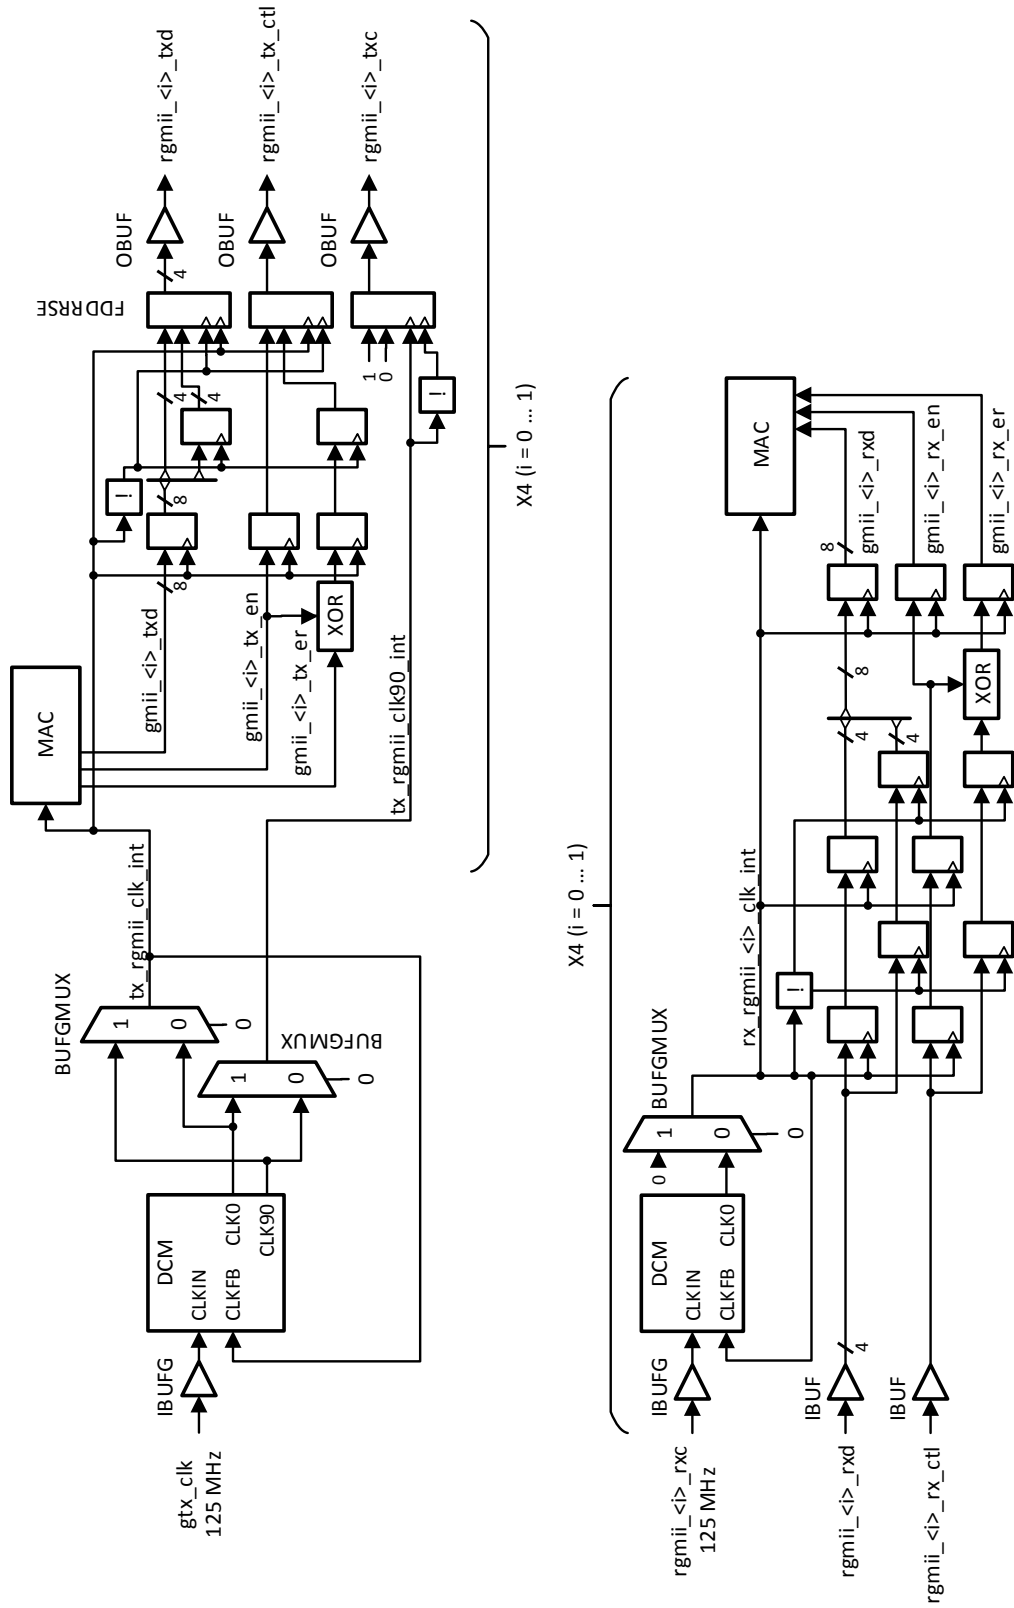 gtx_clk
125 MHz
IBUFG
DCM
CLKIN
CLKFB
CLK0
CLK90
BUFGMUX
1
0
0
BUFGMUX
1
0
0
tx_rgmii_clk_int
MAC
gmii_<i>_txd
8
gmii_<i>_tx_en
gmii_<i>_tx_er
XOR
tx_rgmii_clk90_int
i
8
4
4
i
1
0
FDDRRSE
4
OBUF
rgmii_<i>_txd
OBUF
rgmii_<i>_tx_ctl
OBUF
rgmii_<i>_txc
X4 (i = 0 ... 1)
X4 (i = 0 ... 1)
rgmii_<i>_rxc
125 MHz
IBUFG
DCM
CLKIN
CLKFB
CLK0
0
BUFGMUX
1
0
0
rx_rgmii_<i>_clk_int
i
rgmii_<i>_rxd
IBUF
4
rgmii_<i>_rx_ctl
IBUF
4
4
8
XOR
8
gmii_<i>_rxd
gmii_<i>_rx_en
gmii_<i>_rx_er
MAC